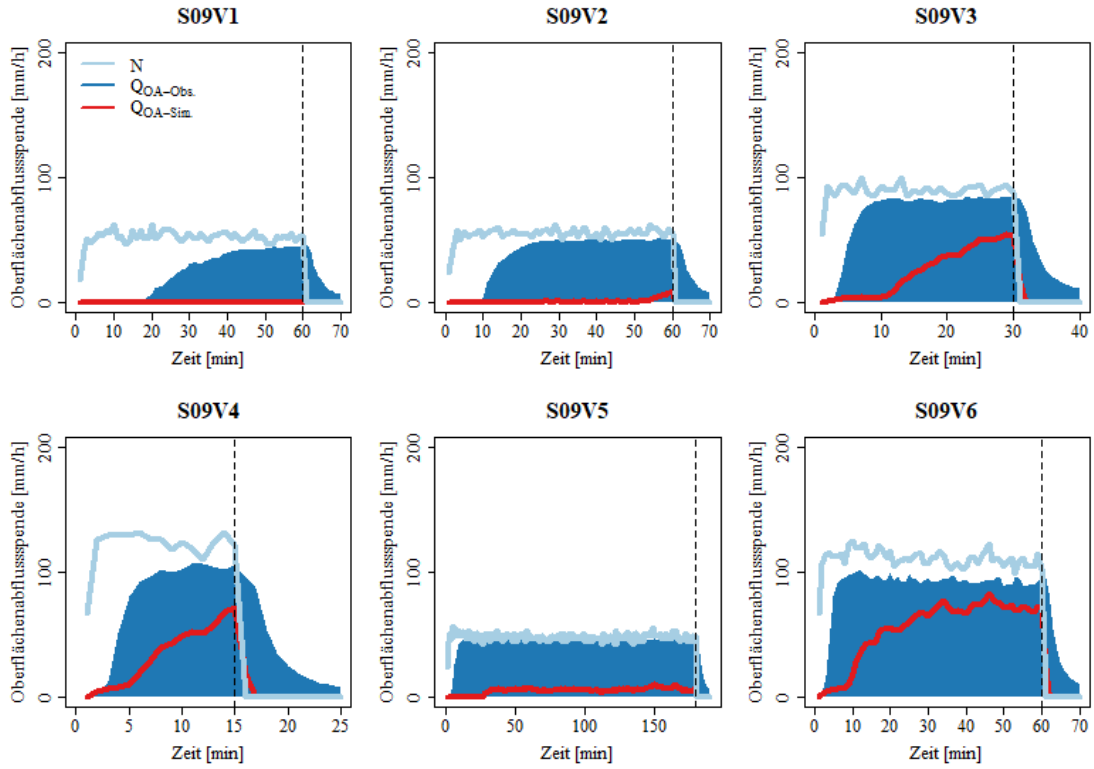 S09V1
S09V2
S09V3
Oberflächenabflussspende [mm/h]
200
100
0
N
QOA–Obs.
QOA–Sim.
0 10 20 30 40 50 60 70
Zeit [min]
Oberflächenabflussspende [mm/h]
200
100
0
0 10 20 30 40 50 60 70
Zeit [min]
Oberflächenabflussspende [mm/h]
200
100
0
0 10 20 30 40
Zeit [min]
S09V4
S09V5
S09V6
Oberflächenabflussspende [mm/h]
200
100
0
0 5 10 15 20 25
Zeit [min]
Oberflächenabflussspende [mm/h]
200
100
0
0 50 100 150
Zeit [min]
Oberflächenabflussspende [mm/h]
200
100
0
0 10 20 30 40 50 60 70
Zeit [min]